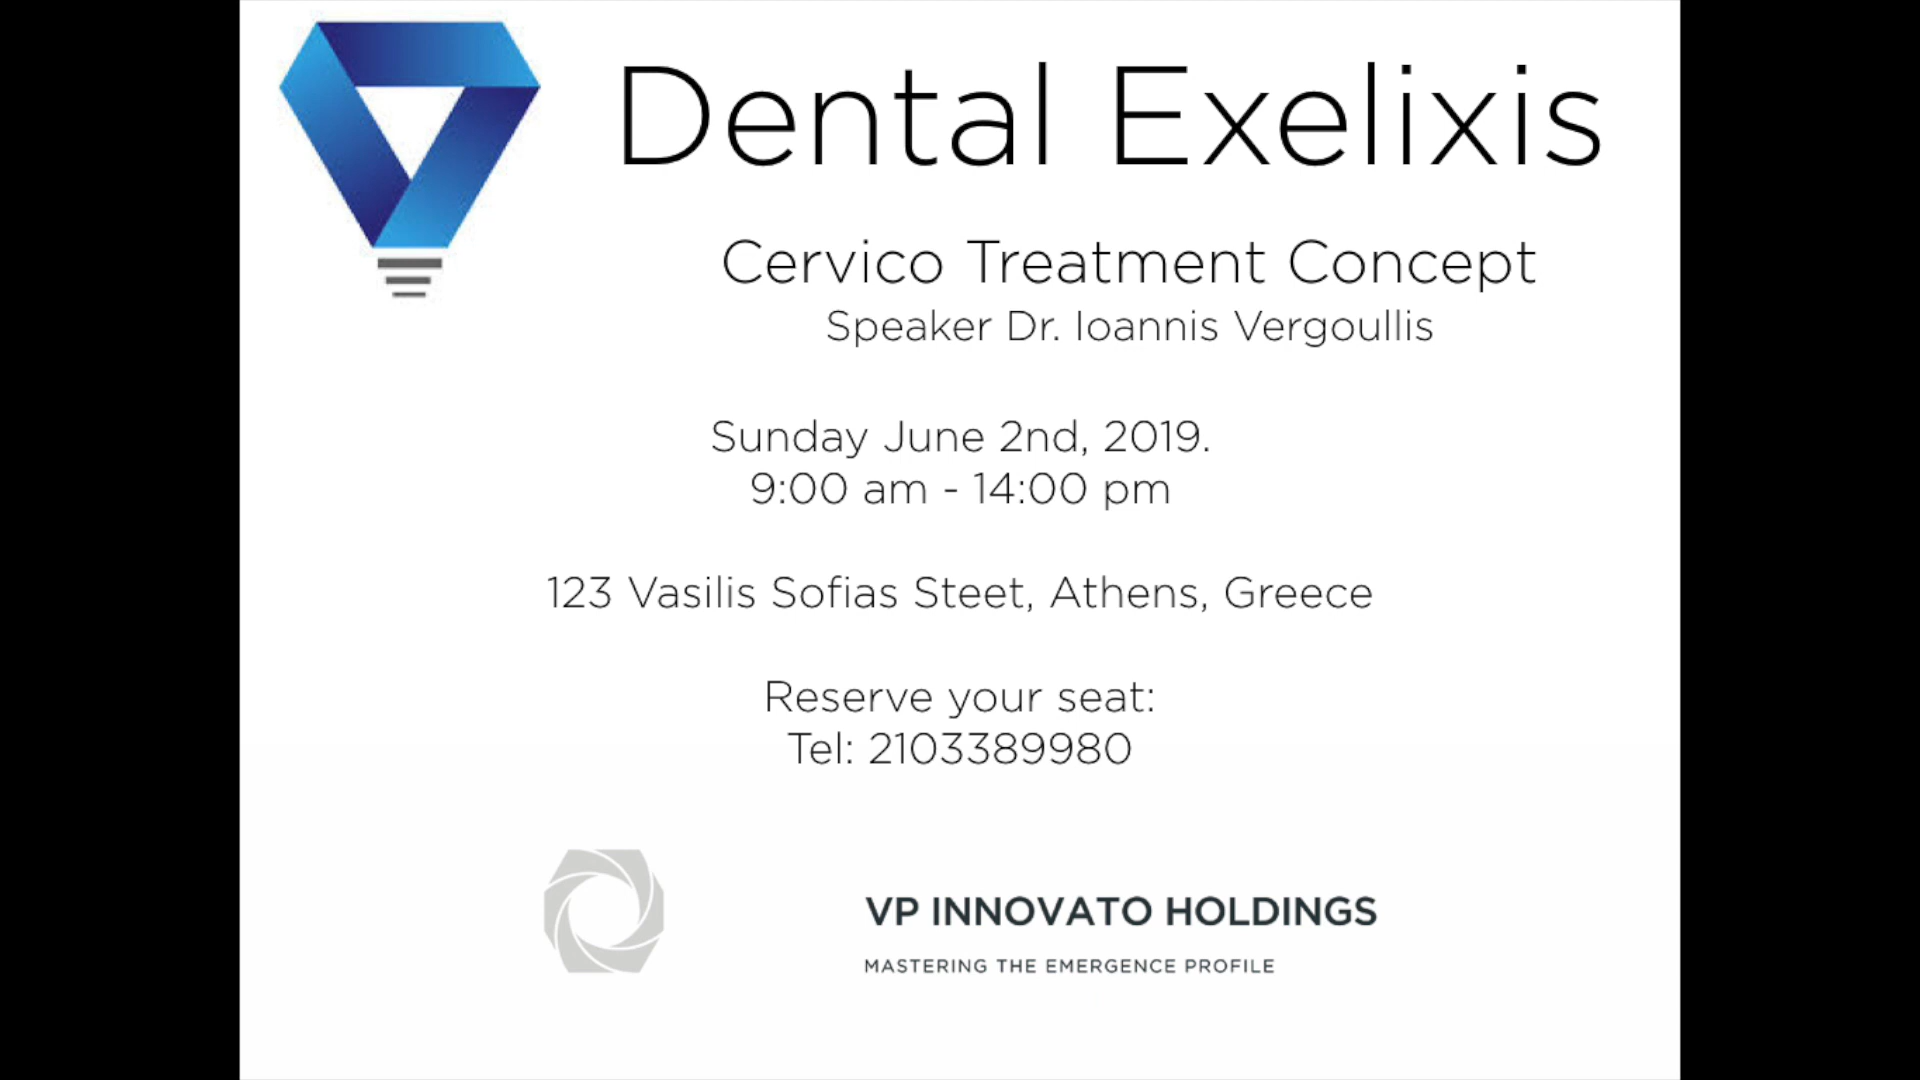 Dental Exelixis
Cervico Treatment Concept
Speaker Dr. Ioannis Vergoullis
Sunday June 2nd, 2019.
9:00 am - 14:00 pm
123 Vasilis Sofias Steet, Athens, Greece
Reserve your seat:
Tel: 2103389980
VP INNOVATO HOLDINGS
MASTERING THE EMERGENCE PROFILE